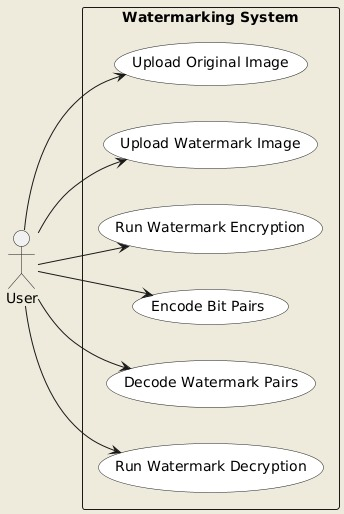 Watermarking System
Upload Original Image
Upload Watermark Image
Run Watermark Encryption
Encode Bit Pairs
User
Decode Watermark Pairs
Run Watermark Decryption